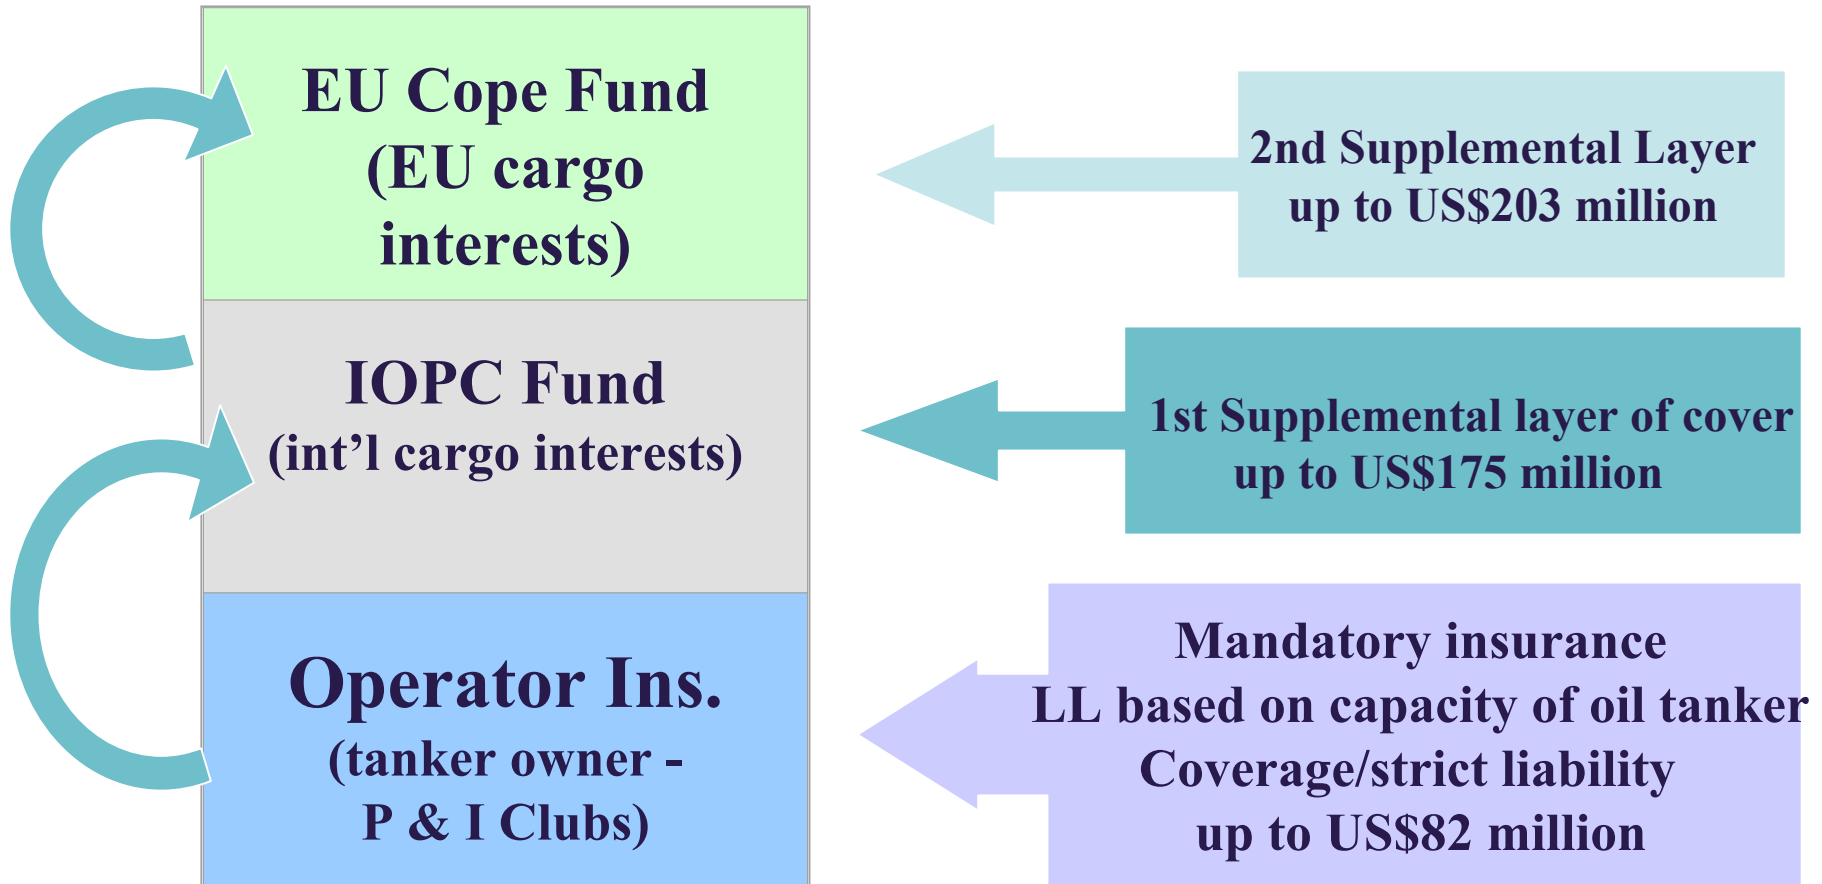 EU Cope Fund
(EU cargo
interests)
2nd Supplemental Layer
up to US$203 million
IOPC Fund
(int’l cargo interests)
1st Supplemental layer of cover
up to US$175 million
Operator Ins.
(tanker owner -
P & I Clubs)
Mandatory insurance
LL based on capacity of oil tanker
Coverage/strict liability
up to US$82 million